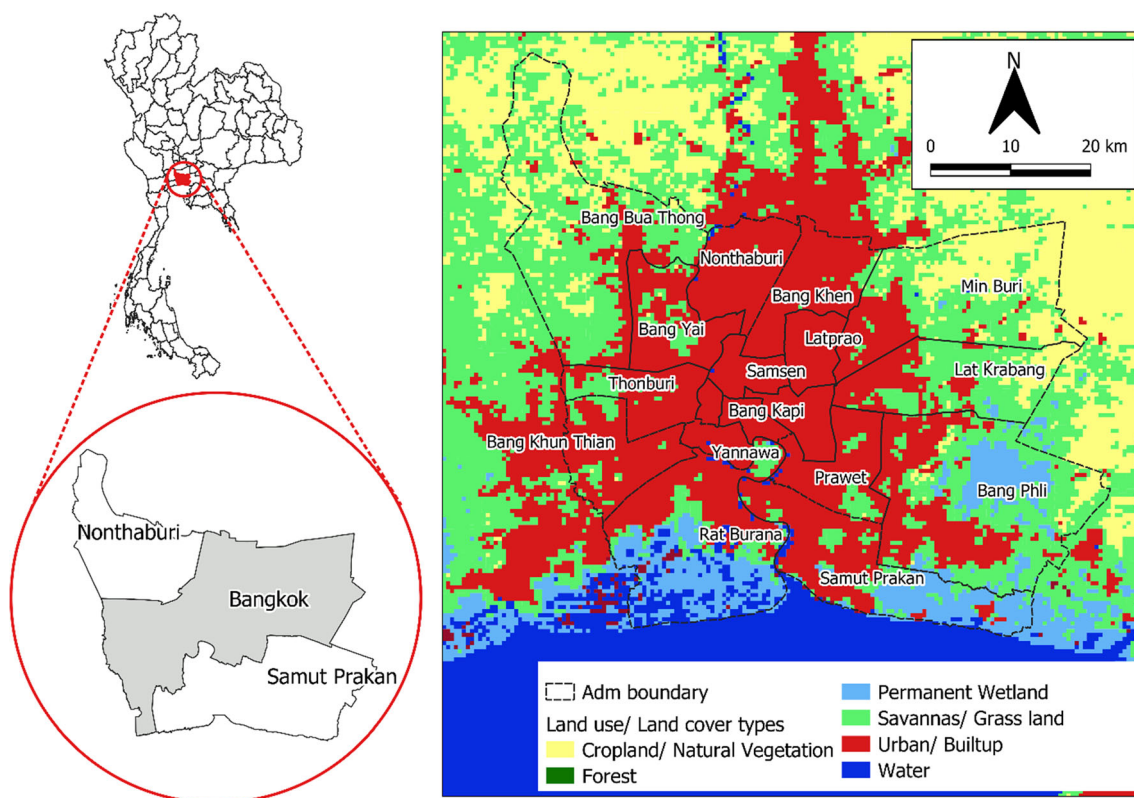 N
0 10 20 km
Bang Bua Thong
Nonthaburi
Min Buri
Bang Khen
Bang Yai
Latprao
Lat Krabang
Samsen
Thonburi
Bang Kapi
Bang Khun Thian
Yannawa
Prawet
Bang Phli
Rat Burana
Samut Prakan
Nonthaburi
Bangkok
Samut Prakan
Adm boundary
Land use/ Land cover types
Cropland/ Natural Vegetation
Forest
Permanent Wetland
Savannas/ Grass land
Urban/ Builtup
Water